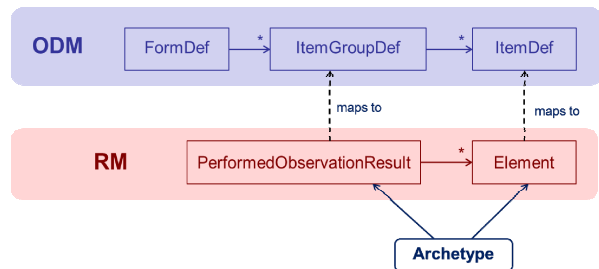 ODM
FormDef
*
ItemGroupDef
*
ItemDef
maps to
maps to
RM
PerformedObservationResult
*
Element
Archetype